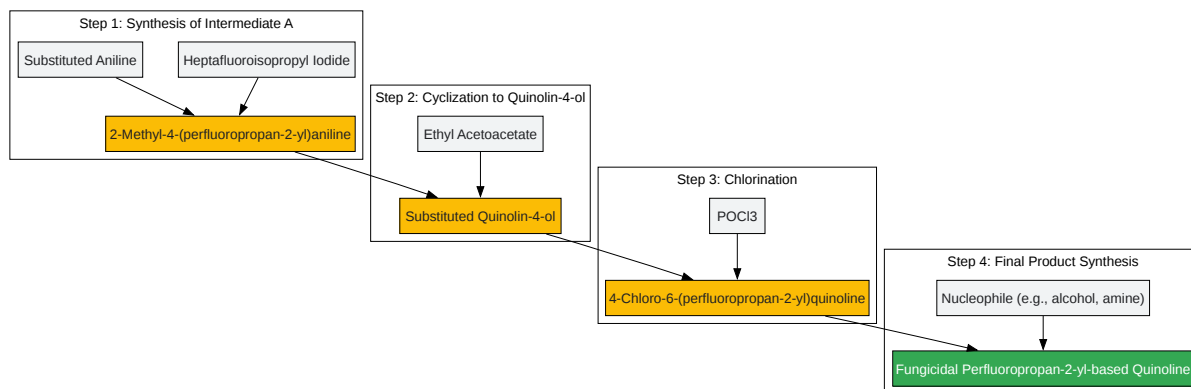 Step 1: Synthesis of Intermediate A
Substituted Aniline
Heptafluoroisopropyl Iodide
2-Methyl-4-(perfluoropropan-2-yl)aniline
Step 2: Cyclization to Quinolin-4-ol
Ethyl Acetoacetate
Substituted Quinolin-4-ol
Step 3: Chlorination
POCl3
4-Chloro-6-(perfluoropropan-2-yl)quinoline
Step 4: Final Product Synthesis
Nucleophile (e.g., alcohol, amine)
Fungicidal Perfluoropropan-2-yl-based Quinoline